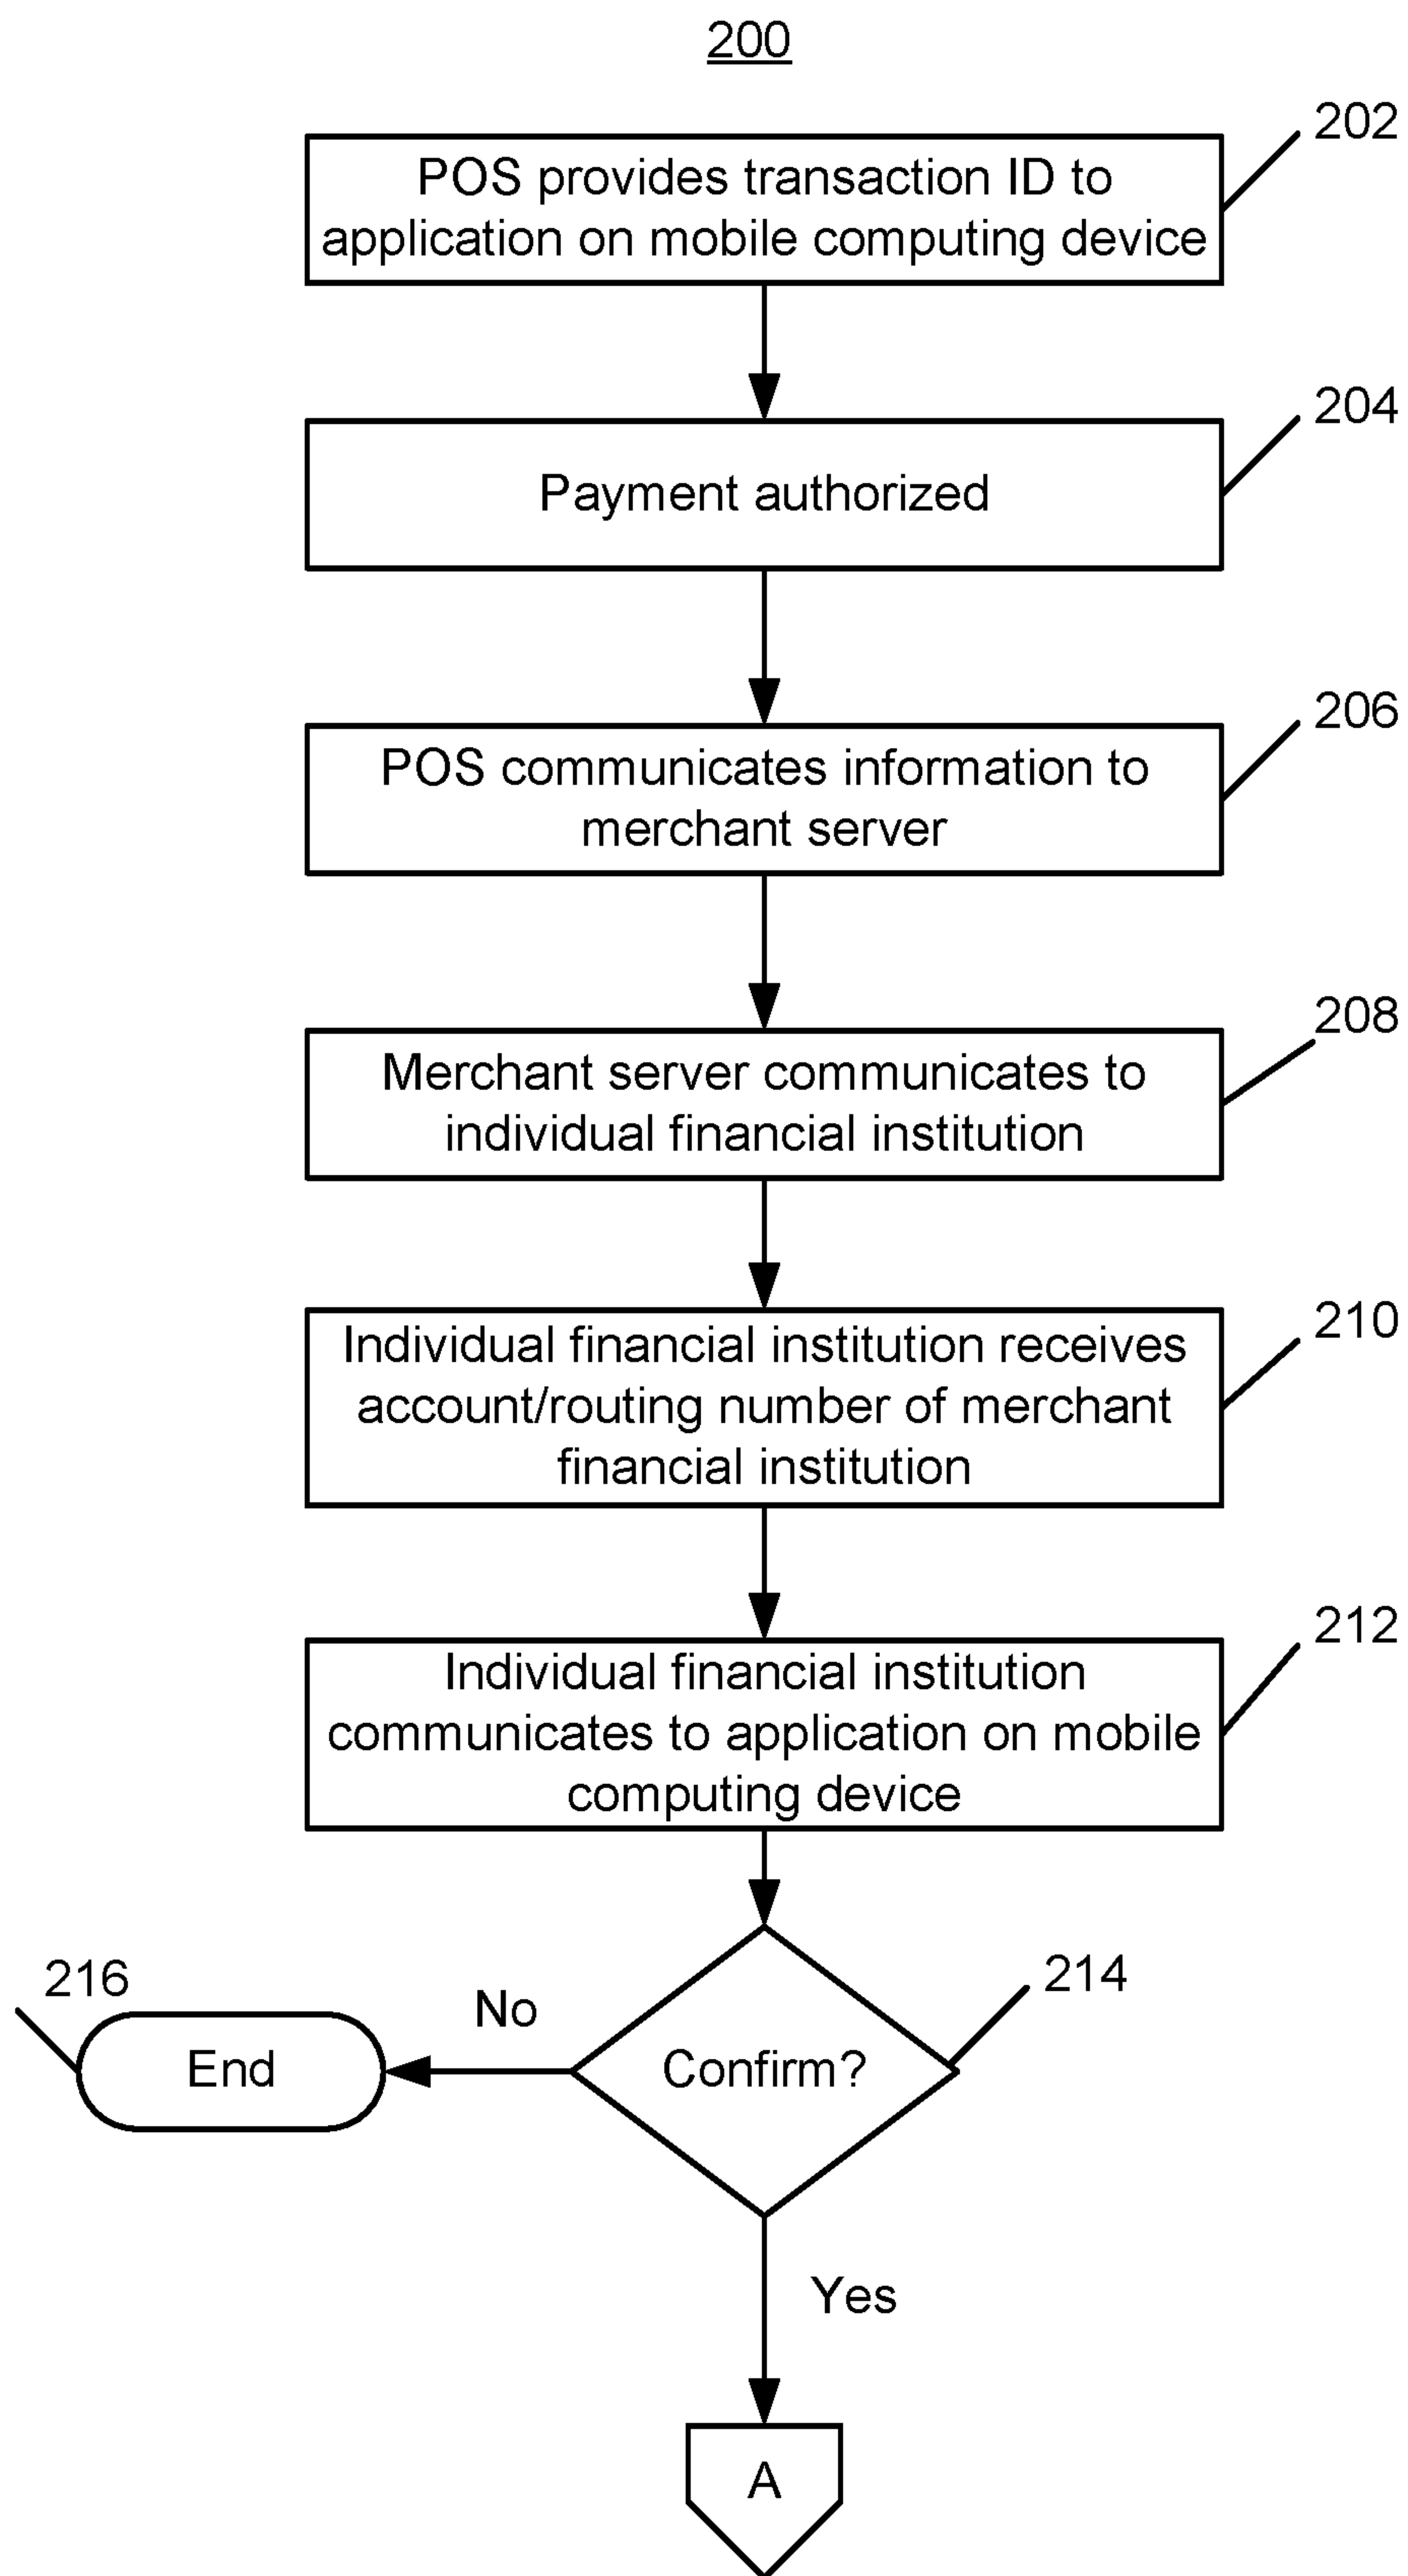 200
202
POS provides transaction ID to
application on mobile computing device
204
Payment authorized
206
POS communicates information to
merchant server
208
Merchant server communicates to
individual financial institution
210
Individual financial institution receives
account/routing number of merchant
financial institution
212
Individual financial institution
communicates to application on mobile
computing device
216
No
214
End
Confirm?
Yes
A